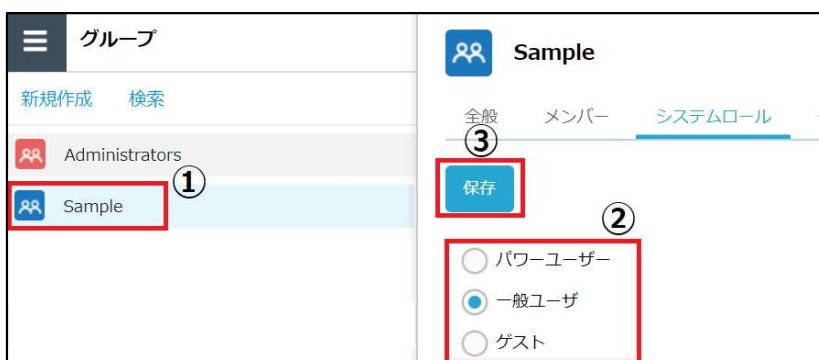 グループ
新規作成 検索
Administrators
①
Sample
Sample
全般 メンバー システムロール
③
保存
②
パワーユーザー
一般ユーザ
ゲスト